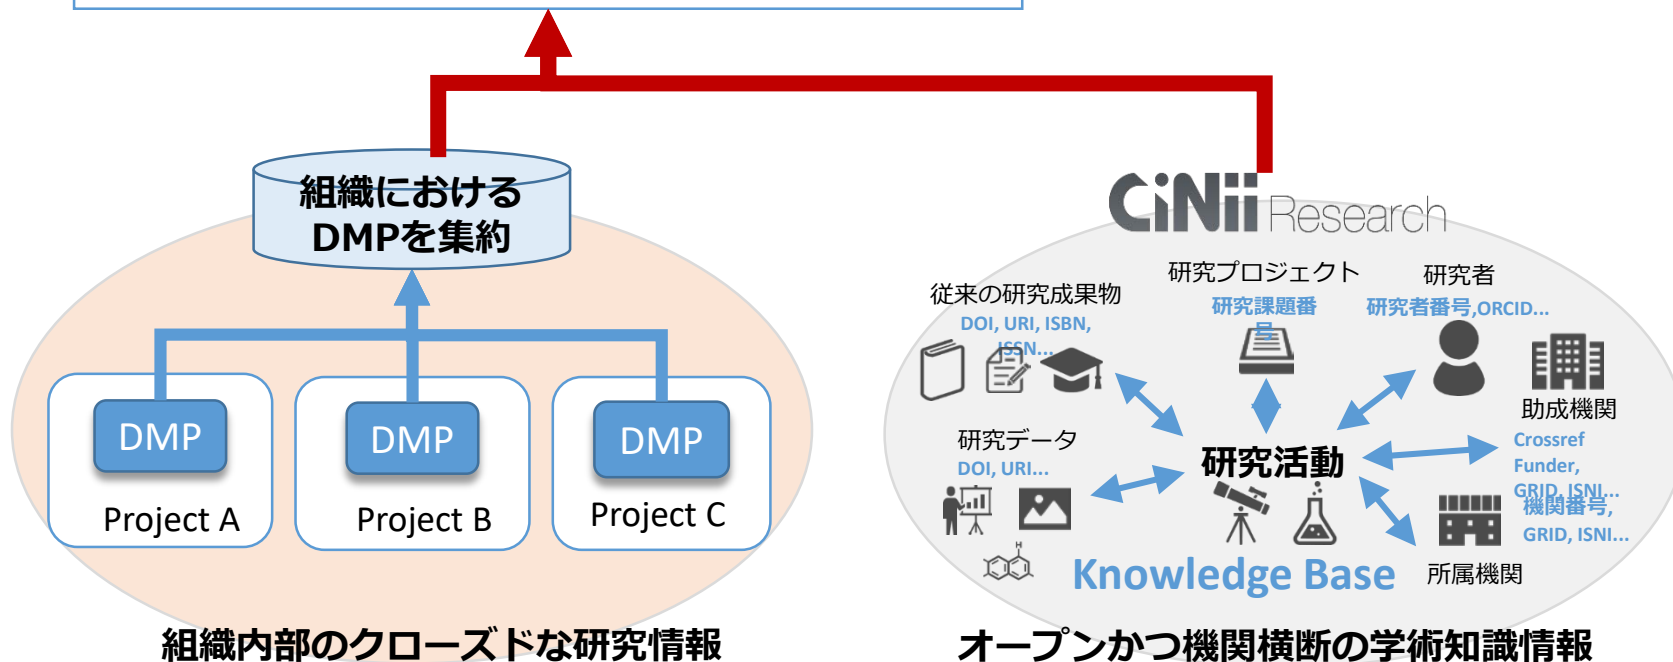 組織における
DMPを集約
DMP
Project A
DMP
Project B
DMP
Project C
組織内部のクローズドな研究情報
CiNii Research
従来の研究成果物
DOI, URI, ISBN,
ISSN...
研究プロジェクト
研究課題番
号
研究者
研究者番号,ORCID...
助成機関
Crossref
Funder,
GRID, ISNI...
機関番号,
GRID, ISNI...
所属機関
研究データ
DOI, URI...
H
研究活動
Knowledge Base
オープンかつ機関横断の学術知識情報